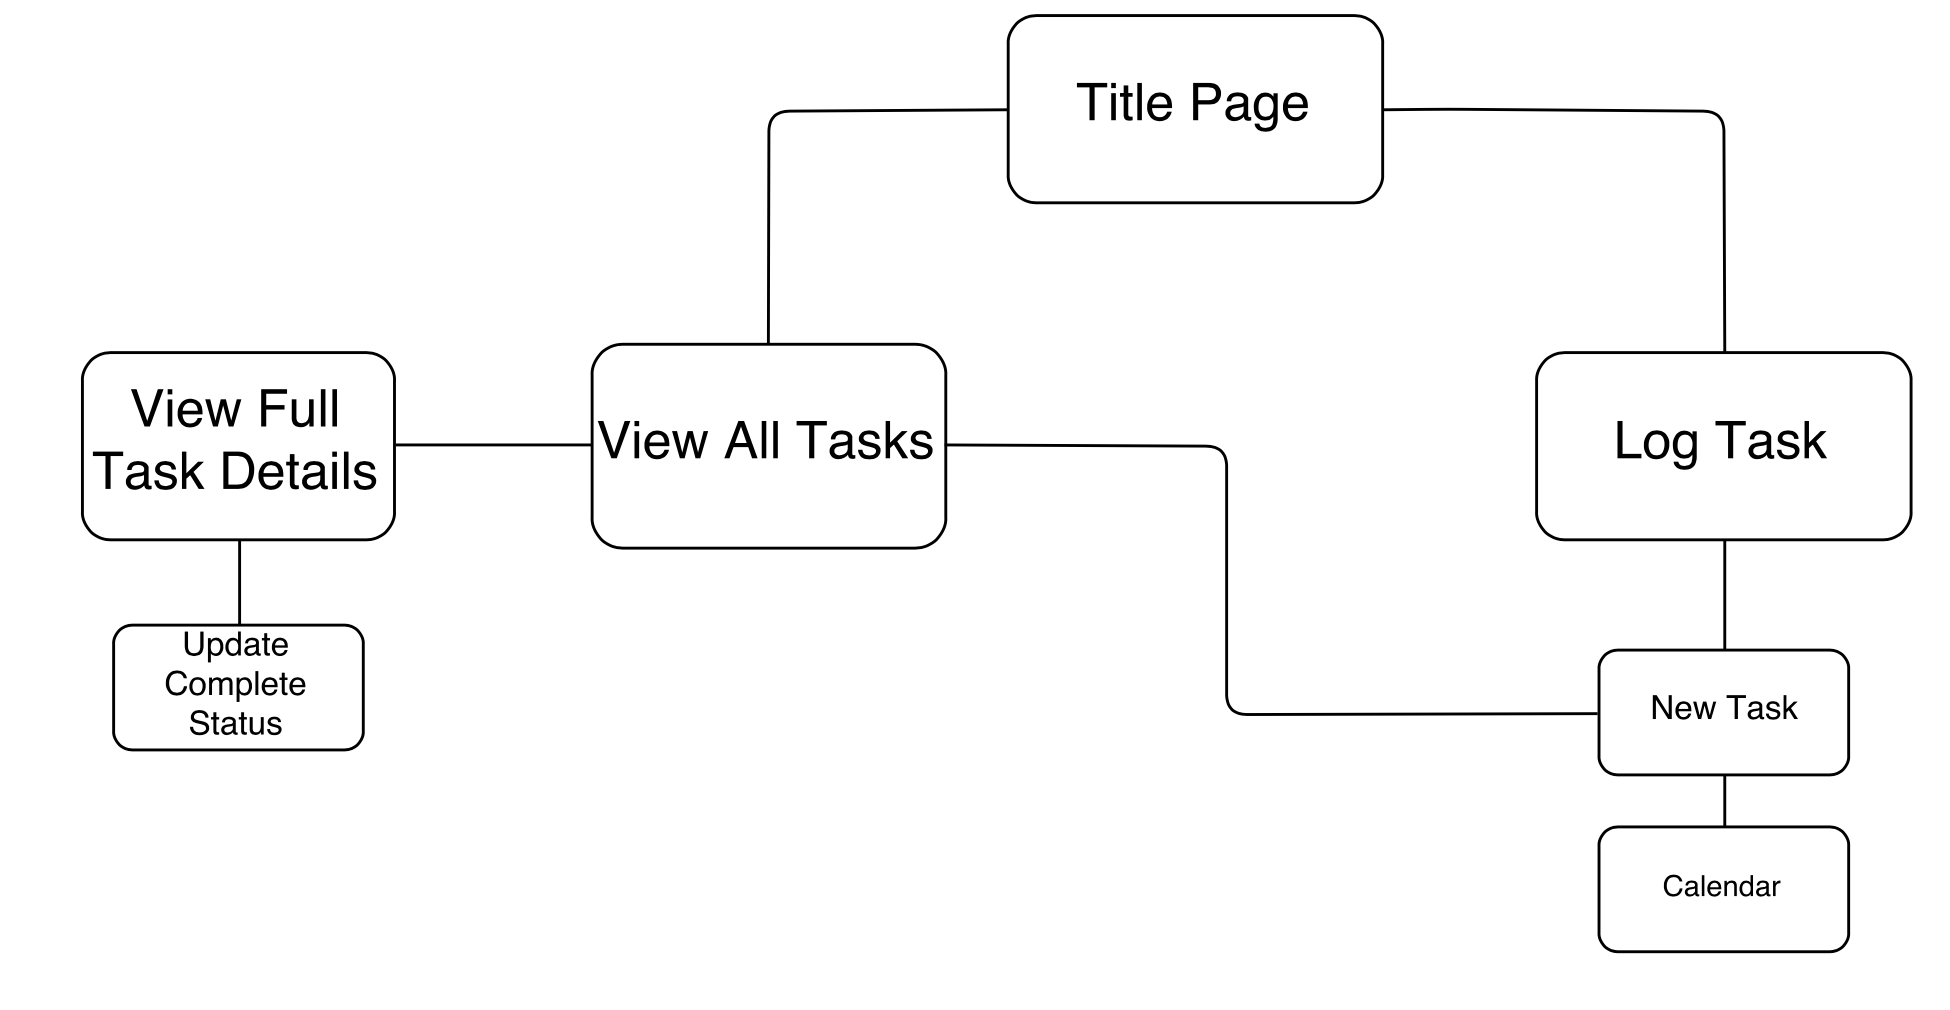 Title Page
View Full
Task Details
View All Tasks
Log Task
Update
Complete
Status
New Task
Calendar